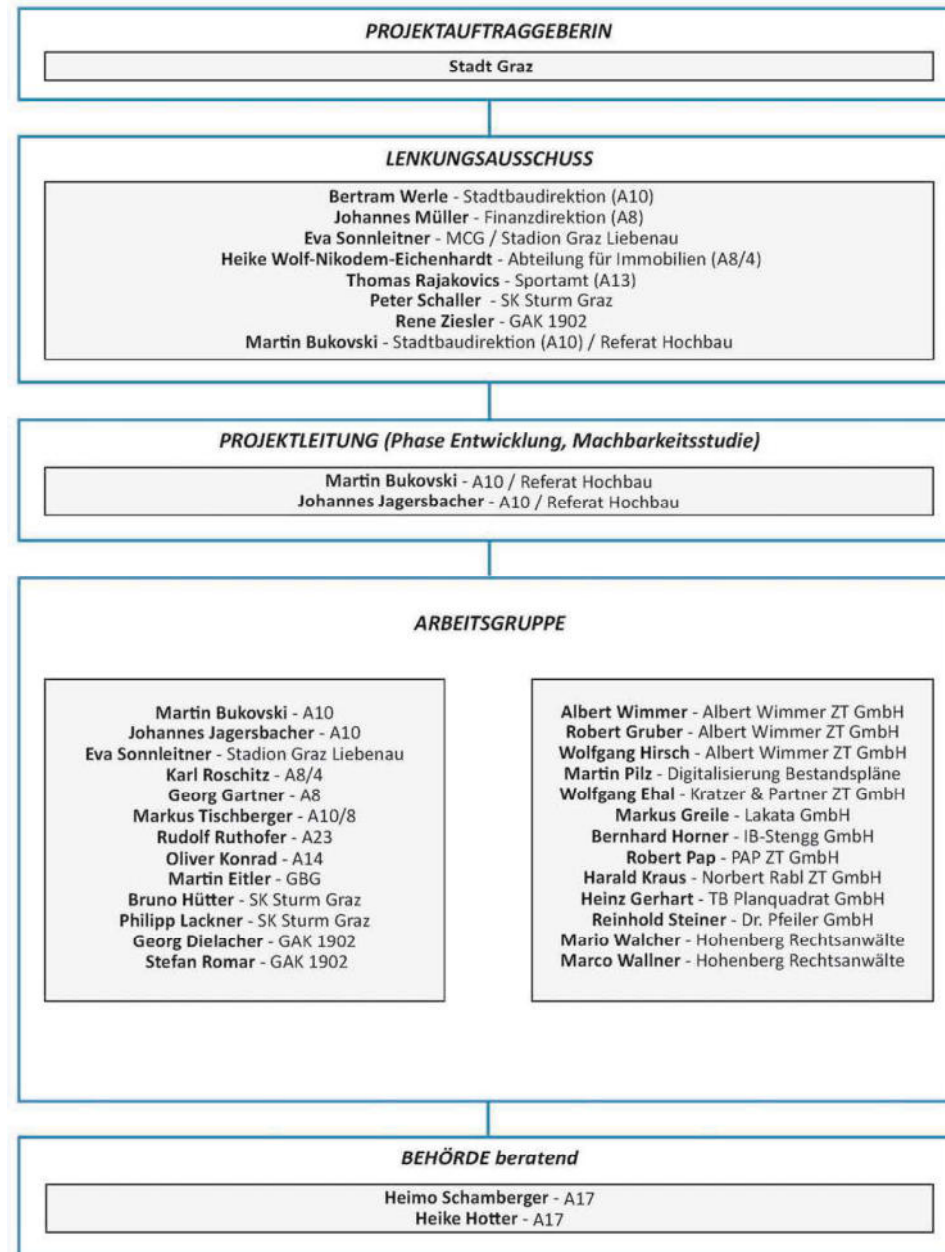 PROJEKTAUFTRAGGEBERIN
Stadt Graz
LENKUNGSAUSSCHUSS
Bertram Werle - Stadtbaudirektion (A10)
Johannes Müller - Finanzdirektion (A8)
Eva Sonnleitner - MCG / Stadion Graz Liebenau
Heike Wolf-Nikodem-Eichenhardt - Abteilung für Immobilien (A8/4)
Thomas Rajakovics - Sportamt (A13)
Peter Schaller - SK Sturm Graz
Rene Ziesler - GAK 1902
Martin Bukovski - Stadtbaudirektion (A10) / Referat Hochbau
PROJEKTLEITUNG (Phase Entwicklung, Machbarkeitsstudie)
Martin Bukovski - A10 / Referat Hochbau
Johannes Jagersbacher - A10 / Referat Hochbau
ARBEITSGRUPPE
Martin Bukovski - A10
Johannes Jagersbacher - A10
Eva Sonnleitner - Stadion Graz Liebenau
Karl Roschitz - A8/4
Georg Gartner - A8
Markus Tischberger - A10/8
Rudolf Ruthofer - A23
Oliver Konrad - A14
Martin Eitler - GBG
Bruno Hütter - SK Sturm Graz
Philipp Lackner - SK Sturm Graz
Georg Dielacher - GAK 1902
Stefan Romar - GAK 1902
Albert Wimmer - Albert Wimmer ZT GmbH
Robert Gruber - Albert Wimmer ZT GmbH
Wolfgang Hirsch - Albert Wimmer ZT GmbH
Martin Pilz - Digitalisierung Bestandspläne
Wolfgang Ehal - Kratzer & Partner ZT GmbH
Markus Greile - Lakata GmbH
Bernhard Horner - IB-Stengg GmbH
Robert Pap - PAP ZT GmbH
Harald Kraus - Norbert Rabl ZT GmbH
Heinz Gerhart - TB Planquadrat GmbH
Reinhold Steiner - Dr. Pfeiler GmbH
Mario Walcher - Hohenberg Rechtsanwälte
Marco Wallner - Hohenberg Rechtsanwälte
BEHÖRDE beratend
Heimo Schamberger - A17
Heike Hotter - A17